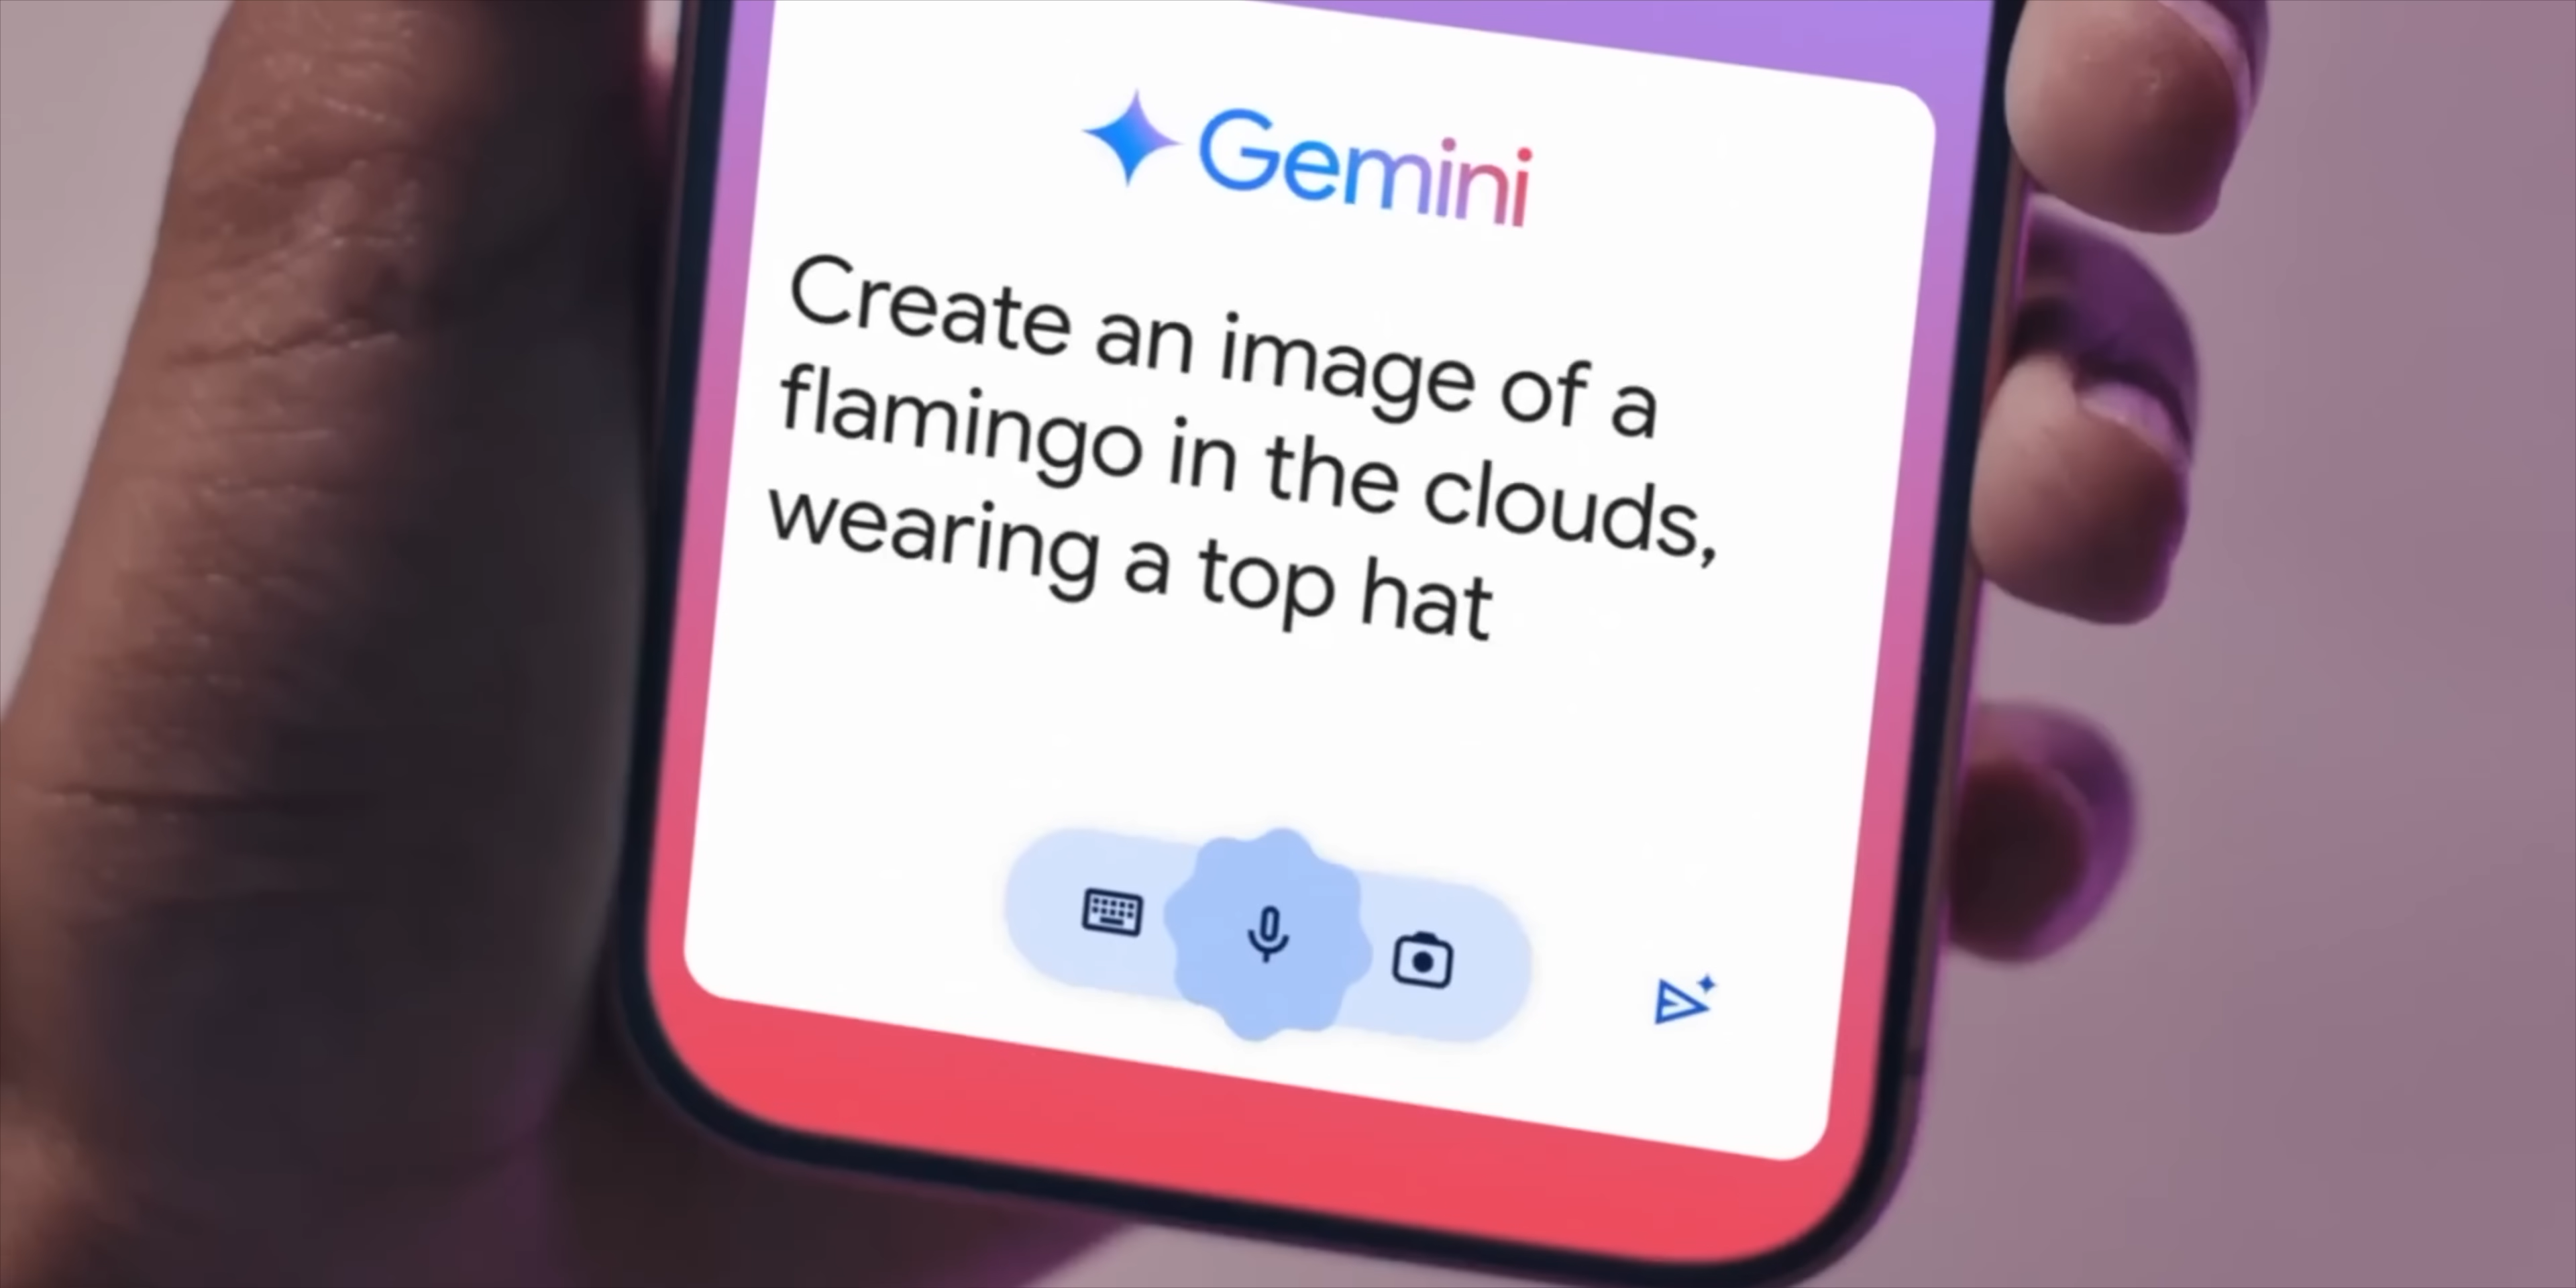 Gemini
Create an image of a
flamingo in the clouds,
wearing a top hat